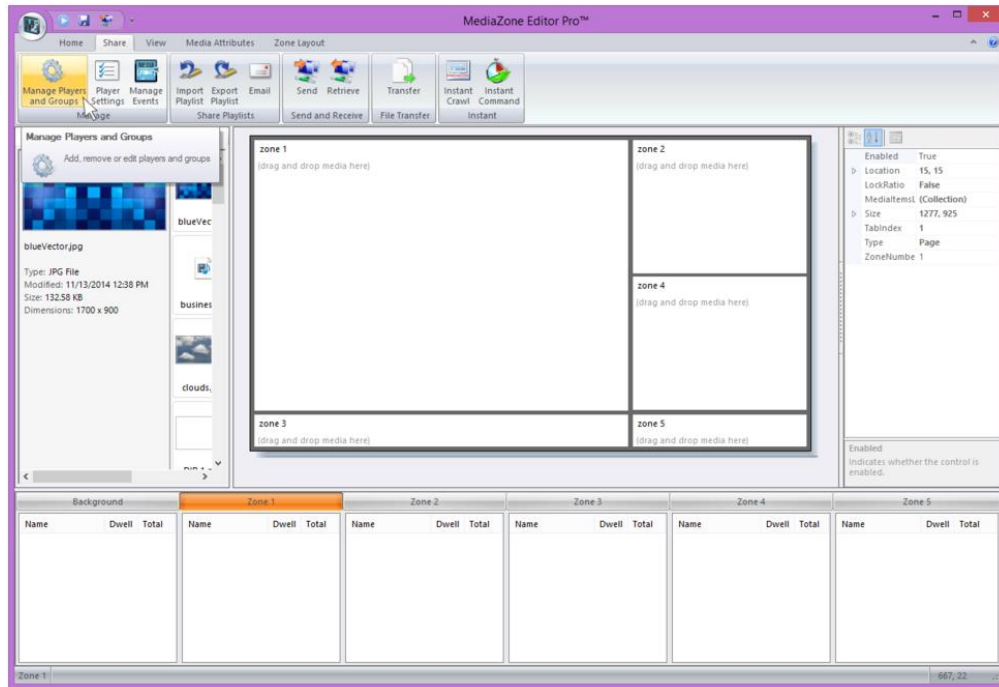 MediaZone Editor Pro™
Home Share View Media Attributes Zone Layout
Manage Players and Groups
Player Settings
Manage Events
Import Playlist
Export Playlist
Email
Send
Retrieve
Transfer
Instant Crawl
Instant Command
Manage
Share Playlists
Send and Receive
File Transfer
Instant
Manage Players and Groups
Add, remove or edit players and groups
blueVector.jpg
Type: JPG File
Modified: 11/13/2014 12:38 PM
Size: 132.58 KB
Dimensions: 1700 x 900
blueVec
busines
clouds,
zone 1
(drag and drop media here)
zone 2
(drag and drop media here)
zone 4
(drag and drop media here)
zone 3
(drag and drop media here)
zone 5
(drag and drop media here)
Enabled True
Location 15, 15
LockRatio False
MediaItemsL (Collection)
Size 1277, 925
TabIndex 1
Type Page
ZoneNumbe 1
Enabled
Indicates whether the control is
enabled.
Background Zone 1 Zone 2 Zone 3 Zone 4 Zone 5
Name Dwell Total Name Dwell Total Name Dwell Total Name Dwell Total Name Dwell Total Name Dwell Total
Zone 1 667, 22